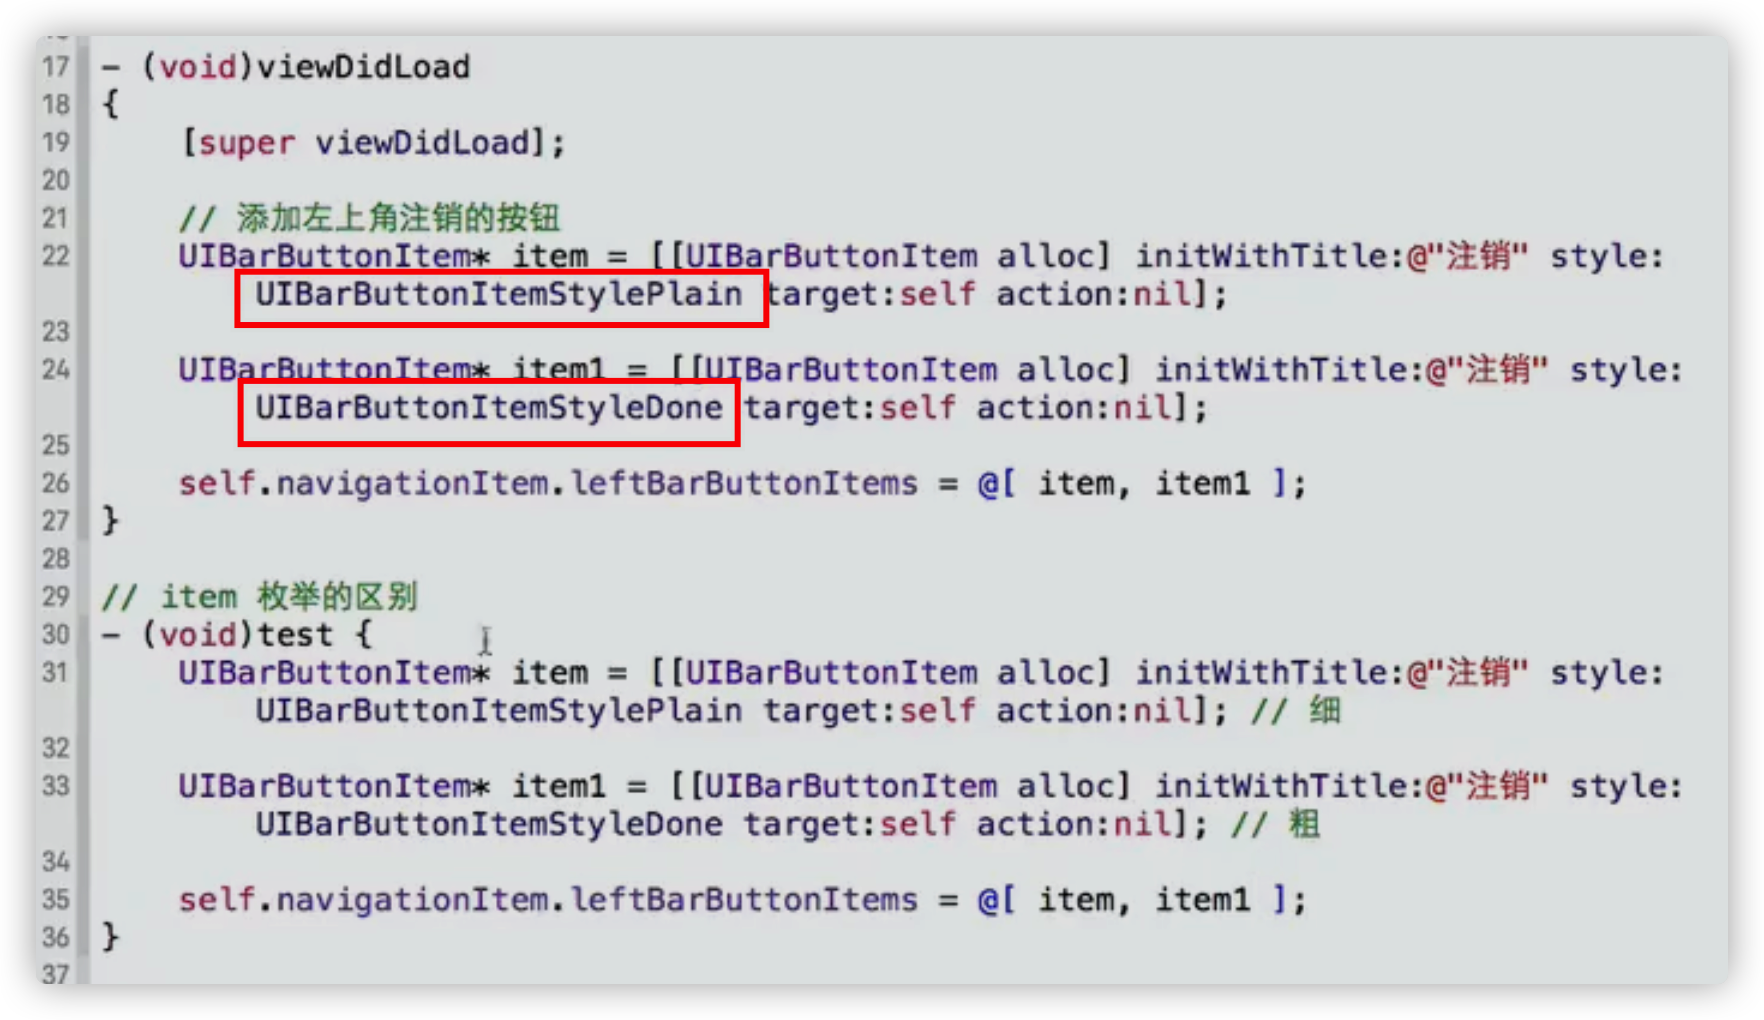 17 - (void)viewDidLoad
18 {
19 [super viewDidLoad];
20
21 // 添加左上角注销的按钮
22 UIBarButtonItem* item = [[UIBarButtonItem alloc] initWithTitle:@"注销" style:
UIBarButtonItemStylePlain target:self action:nil];
23
24 UIBarButtonItem* item1 = [[UIBarButtonItem alloc] initWithTitle:@"注销" style:
UIBarButtonItemStyleDone target:self action:nil];
25
26 self.navigationItem.leftBarButtonItems = @[ item, item1 ];
27 }
28
29 // item 枚举的区别
30 - (void)test {
31 UIBarButtonItem* item = [[UIBarButtonItem alloc] initWithTitle:@"注销" style:
UIBarButtonItemStylePlain target:self action:nil]; // 细
32
33 UIBarButtonItem* item1 = [[UIBarButtonItem alloc] initWithTitle:@"注销" style:
UIBarButtonItemStyleDone target:self action:nil]; // 粗
34
35 self.navigationItem.leftBarButtonItems = @[ item, item1 ];
36 }
37